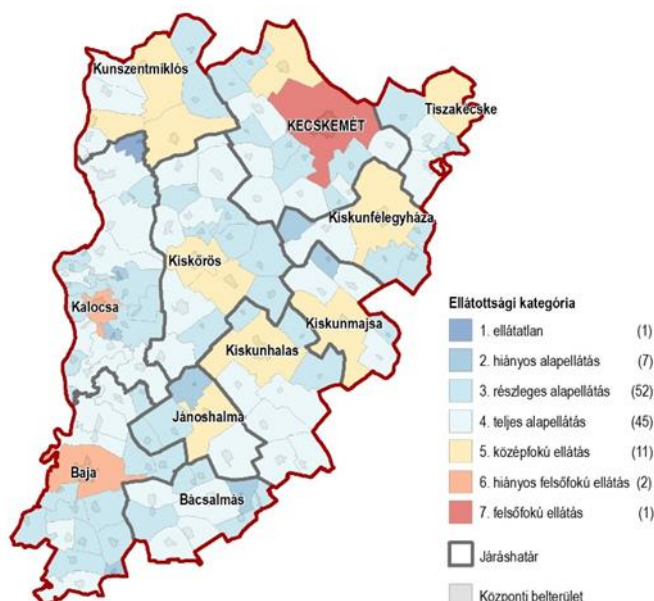 Kunszentmiklós
Tiszakécske
KECSKEMÉT
Kiskunfélegyháza
Kiskőrös
Kalocsa
Kiskunmajsa
Kiskunhalas
Jánoshalma
Baja
Bácsalmás
Ellátottsági kategória
1. ellátatlan (1)
2. hiányos alapellátás (7)
3. részleges alapellátás (52)
4. teljes alapellátás (45)
5. középfokú ellátás (11)
6. hiányos felsőfokú ellátás (2)
7. felsőfokú ellátás (1)
Járáshatár
Központi belterület